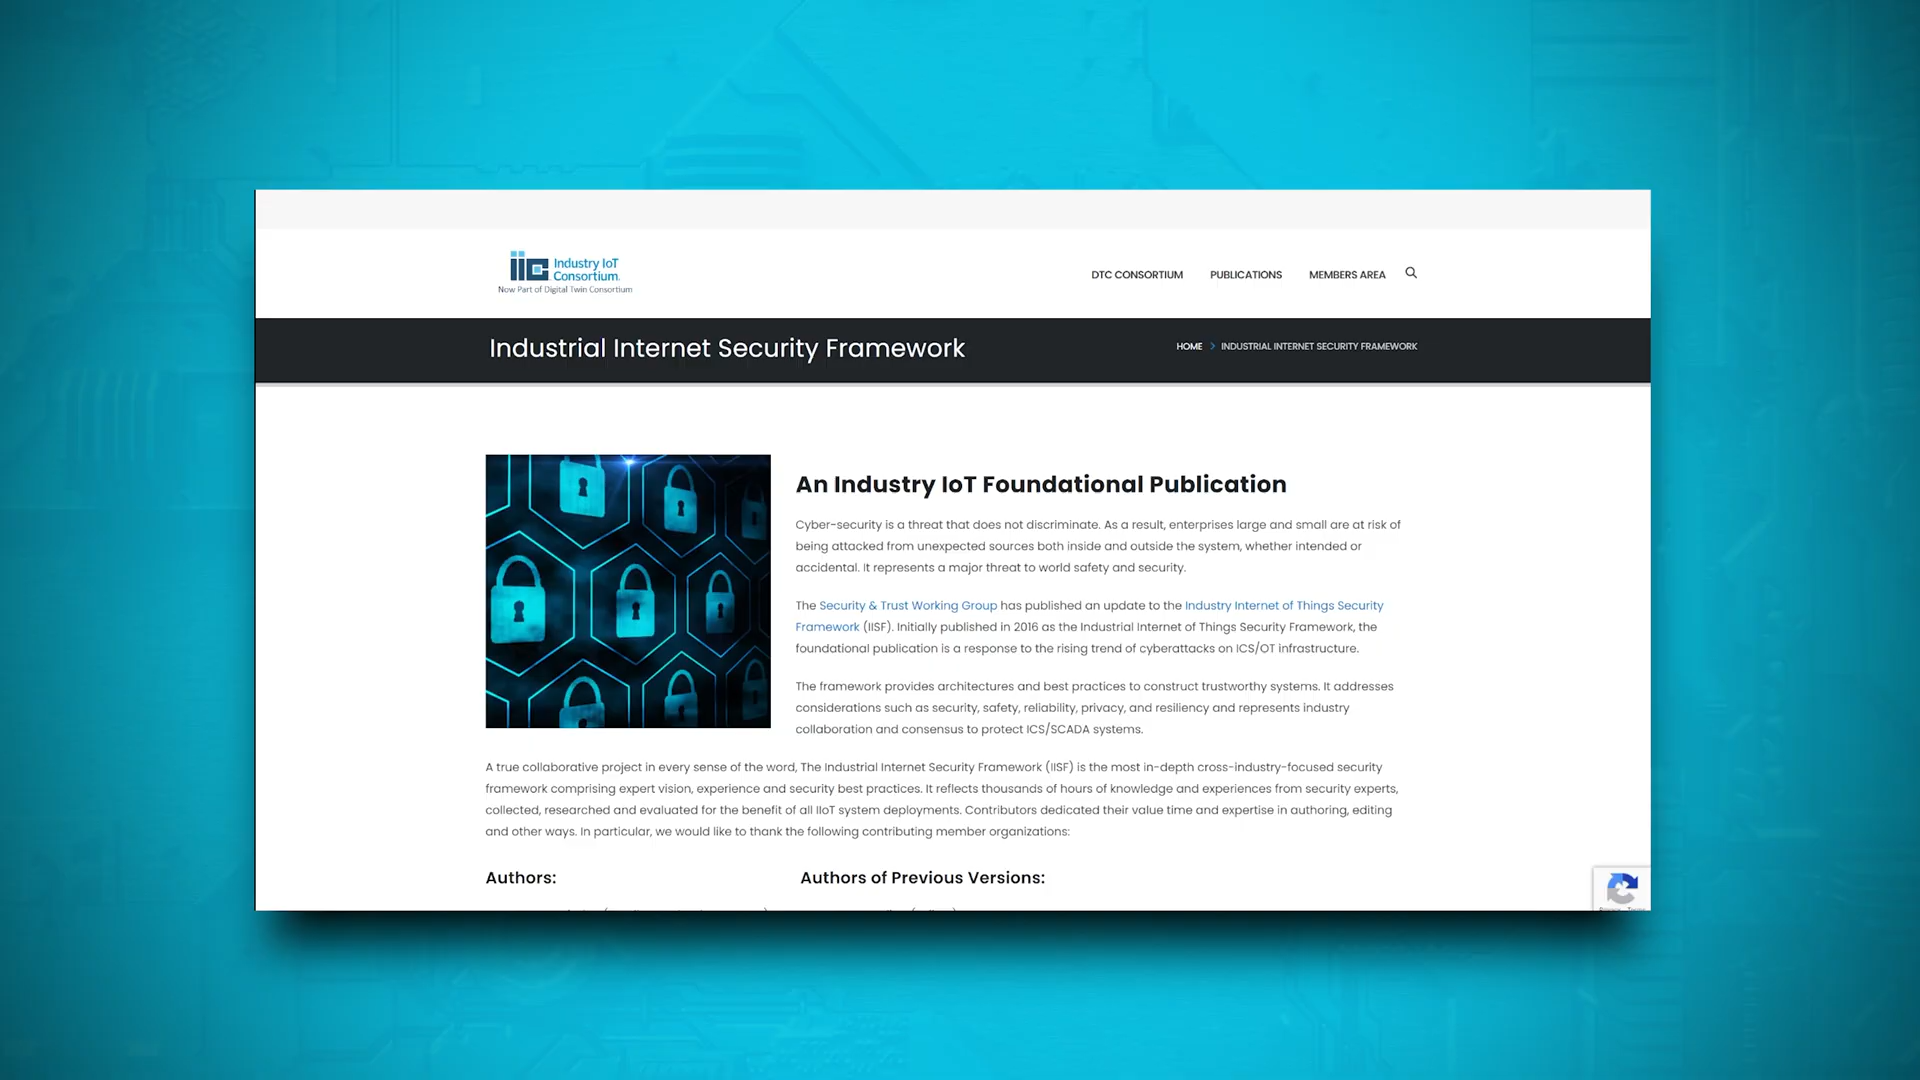 iic Industry IoT
Consortium.
Now Part of Digital Twin Consortium
DTC CONSORTIUM PUBLICATIONS MEMBERS AREA
Industrial Internet Security Framework
HOME > INDUSTRIAL INTERNET SECURITY FRAMEWORK
An Industry IoT Foundational Publication
Cyber-security is a threat that does not discriminate. As a result, enterprises large and small are at risk of
being attacked from unexpected sources both inside and outside the system, whether intended or
accidental. It represents a major threat to world safety and security.
The Security & Trust Working Group has published an update to the Industry Internet of Things Security
Framework (IISF). Initially published in 2016 as the Industrial Internet of Things Security Framework, the
foundational publication is a response to the rising trend of cyberattacks on ICS/OT infrastructure.
The framework provides architectures and best practices to construct trustworthy systems. It addresses
considerations such as security, safety, reliability, privacy, and resiliency and represents industry
collaboration and consensus to protect ICS/SCADA systems.
A true collaborative project in every sense of the word, The Industrial Internet Security Framework (IISF) is the most in-depth cross-industry-focused security
framework comprising expert vision, experience and security best practices. It reflects thousands of hours of knowledge and experiences from security experts,
collected, researched and evaluated for the benefit of all IIoT system deployments. Contributors dedicated their value time and expertise in authoring, editing
and other ways. In particular, we would like to thank the following contributing member organizations:
Authors:
Authors of Previous Versions: